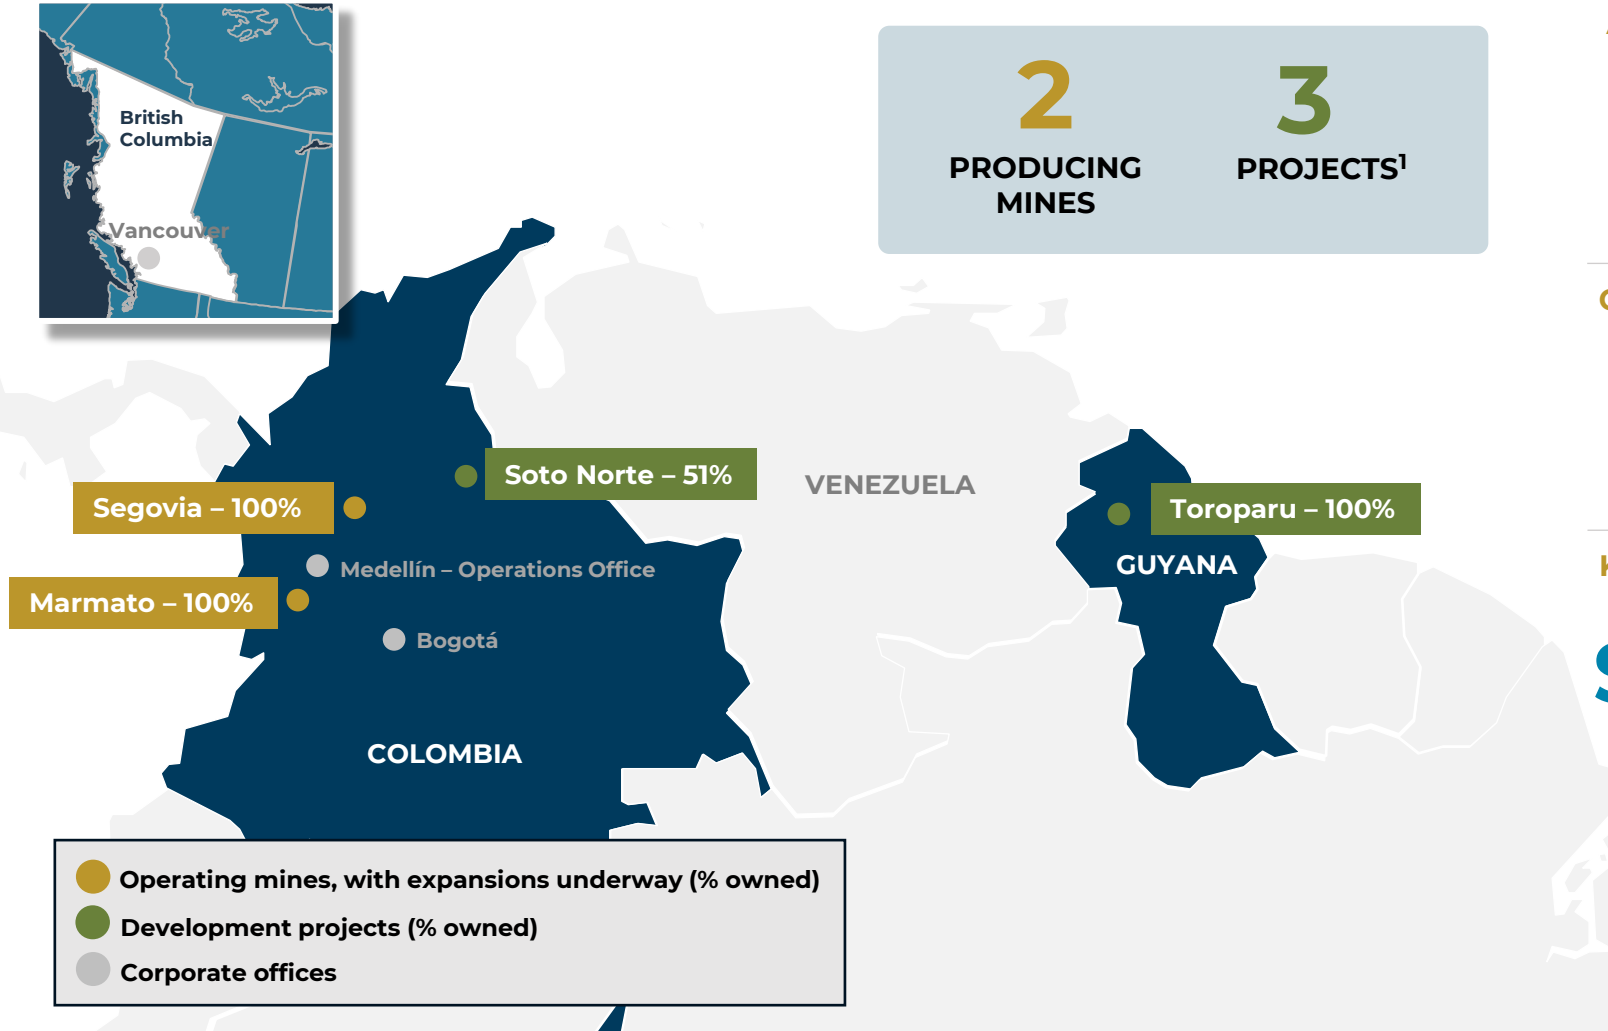 British
Columbia
Vancouver
2
PRODUCING
MINES
3
PROJECTS¹
Soto Norte – 51%
Segovia – 100%
VENEZUELA
Toroparu – 100%
Medellín – Operations Office
GUYANA
Marmato – 100%
Bogotá
COLOMBIA
Operating mines, with expansions underway (% owned)
Development projects (% owned)
Corporate offices